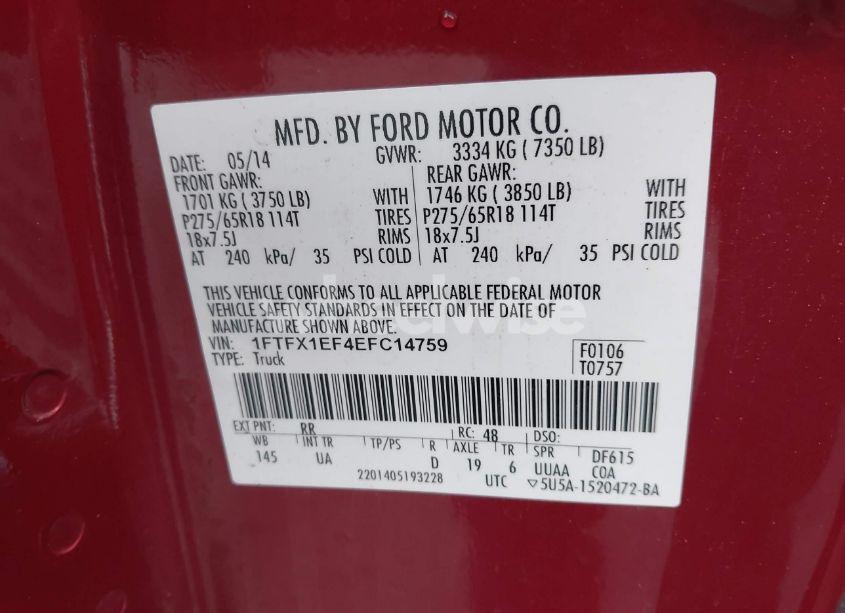 MFD. BY FORD MOTOR CO.
DATE: 05/14 GVWR: 3334 KG ( 7350 LB)
FRONT GAWR: REAR GAWR:
1701 KG ( 3750 LB) WITH 1746 KG ( 3850 LB) WITH
P275/65R18 114T TIRES P275/65R18 114T TIRES
18x7.5J RIMS 18x7.5J RIMS
AT 240 kPa/ 35 PSI COLD AT 240 kPa/ 35 PSI COLD
THIS VEHICLE CONFORMS TO ALL APPLICABLE FEDERAL MOTOR
VEHICLE SAFETY STANDARDS IN EFFECT ON THE DATE OF
MANUFACTURE SHOWN ABOVE.
VIN: 1FTFX1EF4EFC14759 F0106
TYPE: Truck T0757
EXT PNT: RR RC: 48 DSO:
WB INT TR TP/PS R AXLE TR SPR DF615
145 UA D 19 6 UUAA COA
2201405193228 UTC ▽5U5A-1520472-BA